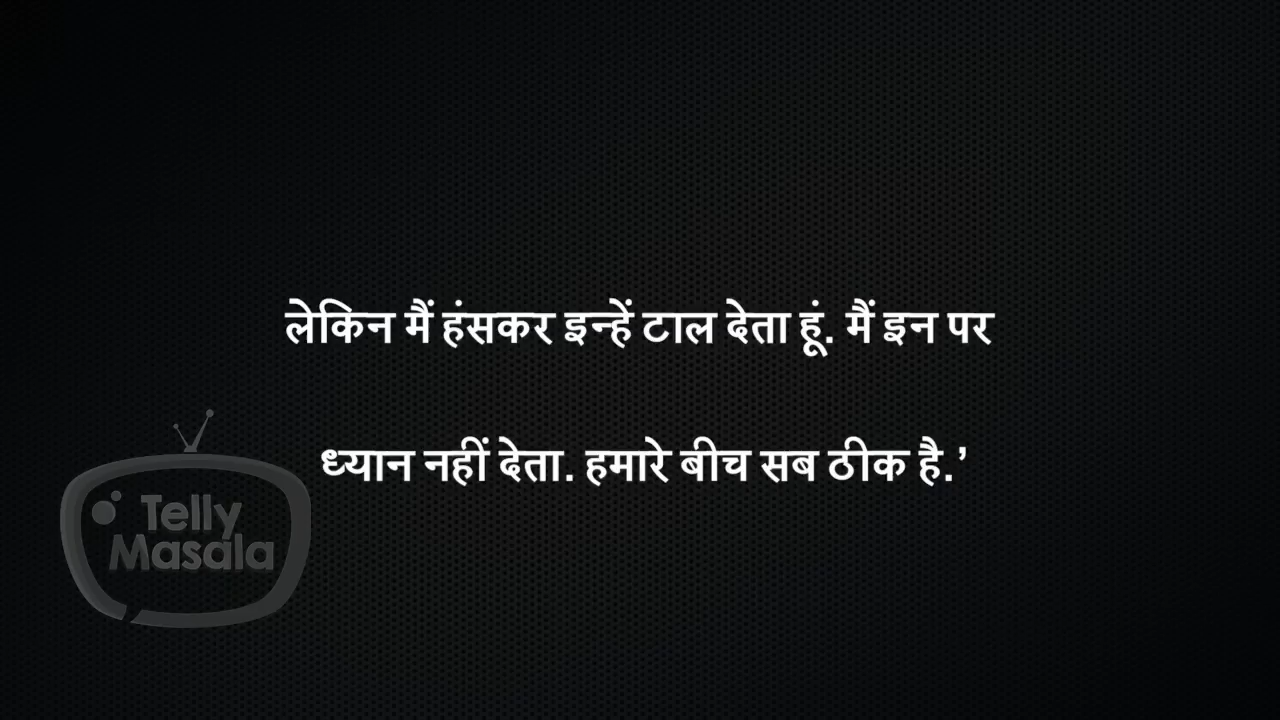 लेकिन मैं हंसकर इन्हें टाल देता हूं. मैं इन पर
ध्यान नहीं देता. हमारे बीच सब ठीक है.’
Telly
Masala